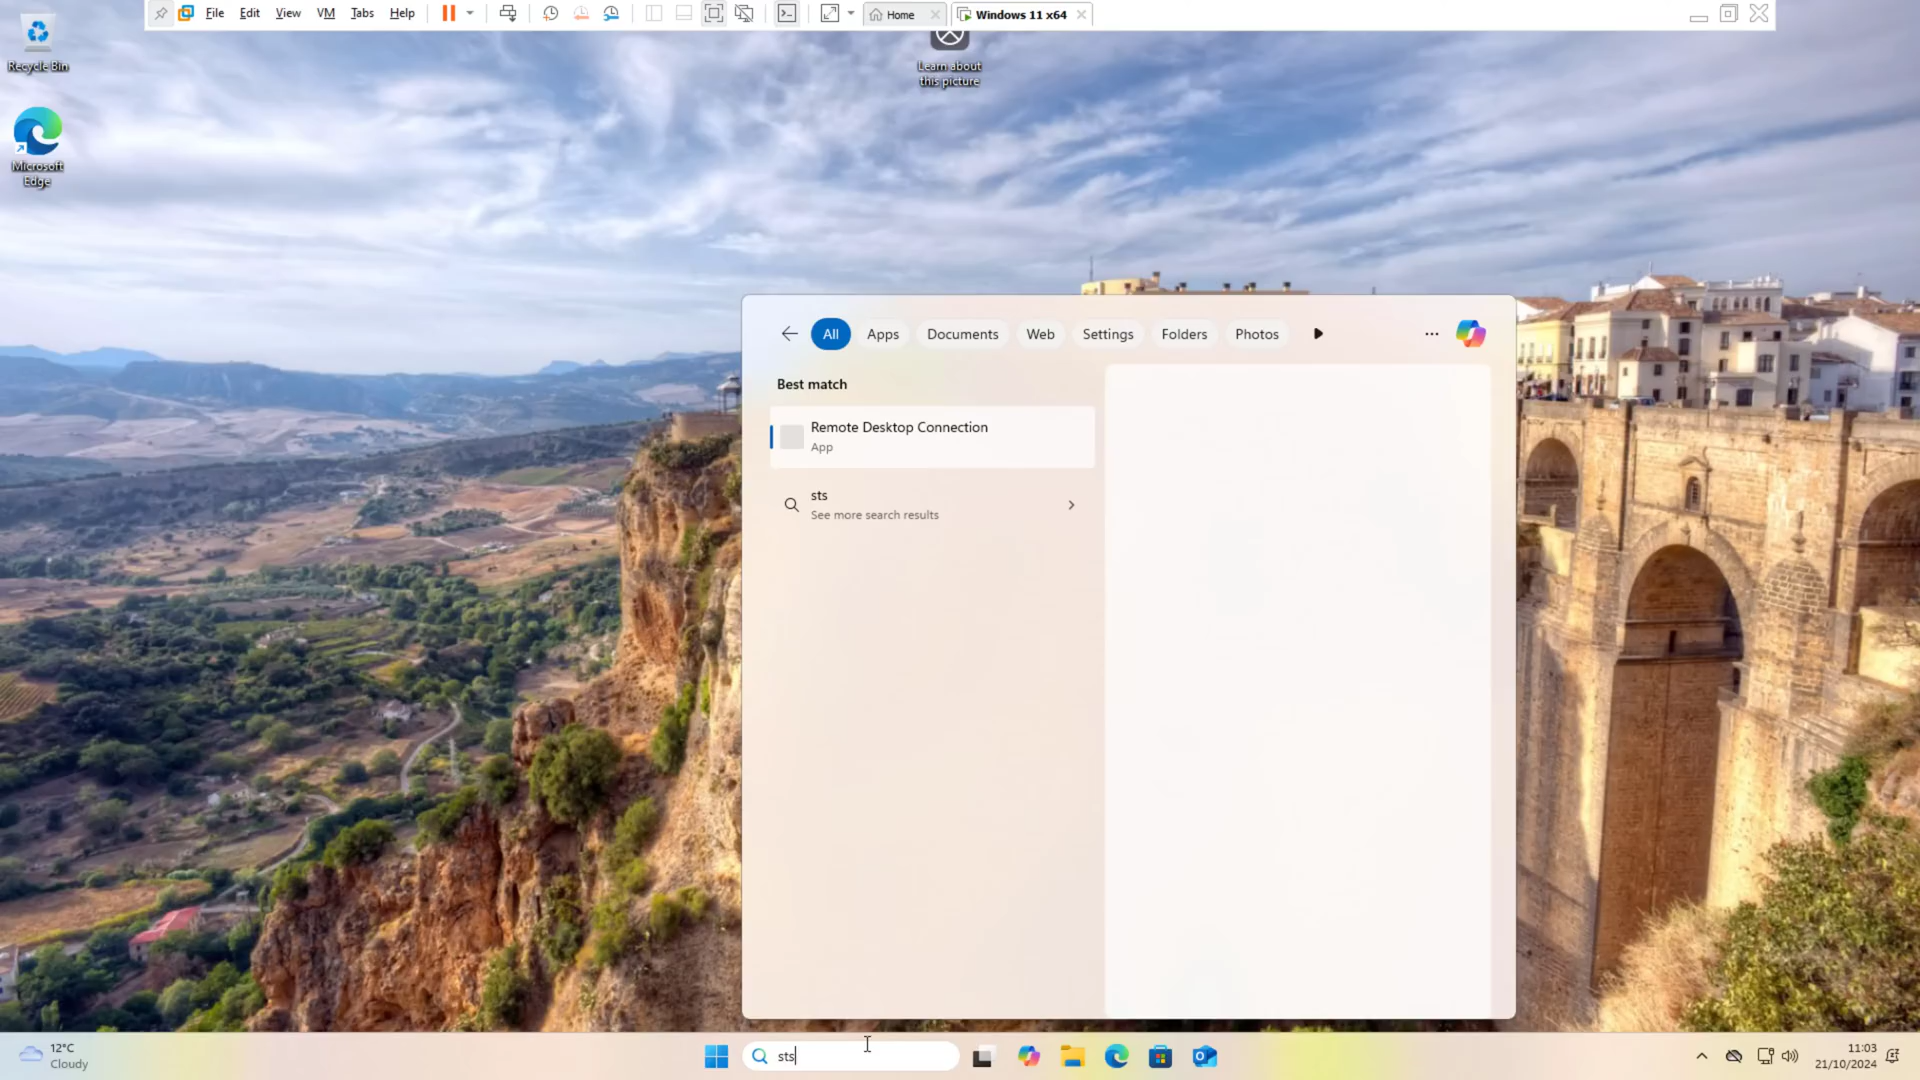 File Edit View VM Tabs Help
Home
Windows 11 x64
Recycle Bin
Learn about
this picture
Microsoft
Edge
All Apps Documents Web Settings Folders Photos
Best match
Remote Desktop Connection
App
sts
See more search results
12°C
Cloudy
sts
11:03
21/10/2024